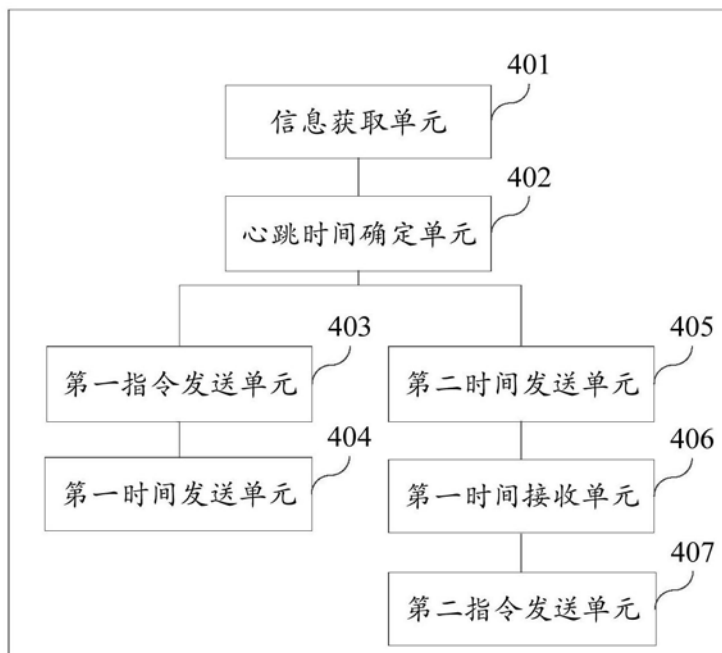 401
信息获取单元
402
心跳时间确定单元
403
第一指令发送单元
404
第一时间发送单元
405
第二时间发送单元
406
第一时间接收单元
407
第二指令发送单元